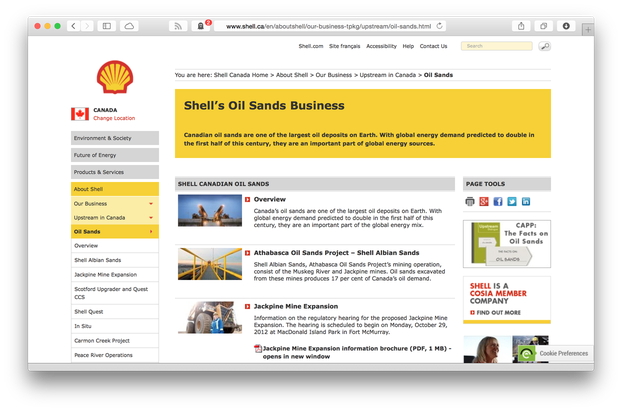 2
www.shell.ca/en/aboutshell/our-business-tpkg/upstream/oil-sands.html
Shell.com Site français Accessibility Help Contact Us
Search
You are here: Shell Canada Home > About Shell > Our Business > Upstream in Canada > Oil Sands
CANADA
Change Location
Environment & Society
Future of Energy
Products & Services
About Shell
Our Business
Upstream in Canada
Oil Sands
Overview
Shell Albian Sands
Jackpine Mine Expansion
Scotford Upgrader and Quest
CCS
Shell Quest
In Situ
Carmon Creek Project
Peace River Operations
Shell's Oil Sands Business
Canadian oil sands are one of the largest oil deposits on Earth. With global energy demand predicted to double in
the first half of this century, they are an important part of global energy sources.
SHELL CANADIAN OIL SANDS
Overview
Canada's oil sands are one of the largest oil deposits on Earth. With
global energy demand predicted to double in the first half of this
century, they are an important part of the global energy mix.
Athabasca Oil Sands Project – Shell Albian Sands
Shell Albian Sands, Athabasca Oil Sands Project's mining operation,
consist of the Muskeg River and Jackpine mines. Oil sands excavated
from these mines produces 17 per cent of Canada's oil demand.
Jackpine Mine Expansion
Information on the regulatory hearing for the proposed Jackpine Mine
Expansion. The hearing is scheduled to begin on Monday, October 29,
2012 at MacDonald Island Park in Fort McMurray.
Jackpine Mine Expansion information brochure (PDF, 1 MB) -
opens in new window
PAGE TOOLS
CAPP:
The Facts on
Oil Sands
OIL SANDS
SHELL IS A
COSIA MEMBER
COMPANY
FIND OUT MORE
Cookie Preferences